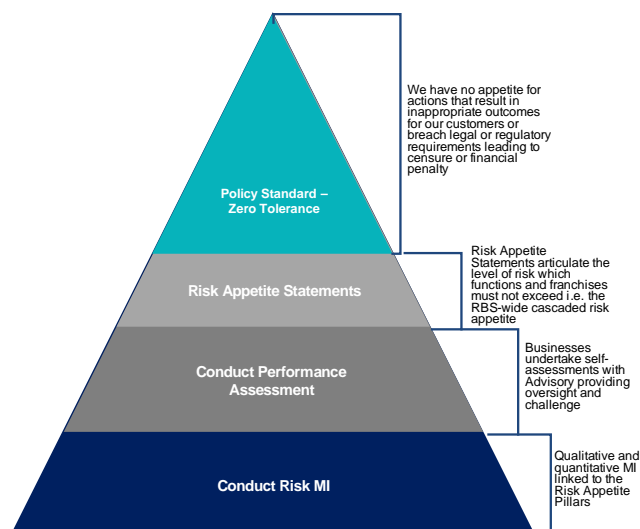 We have no appetite for
actions that result in
inappropriate outcomes
for our customers or
breach legal or regulatory
requirements leading to
censure or financial
penalty
Policy Standard –
Zero Tolerance
Risk Appetite
Statements articulate the
level of risk which
functions and franchises
must not exceed i.e. the
RBS-wide cascaded risk
appetite
Risk Appetite Statements
Businesses
undertake self-
assessments with
Advisory providing
oversight and
challenge
Conduct Performance
Assessment
Qualitative and
quantitative MI
linked to the
Risk Appetite
Pillars
Conduct Risk MI